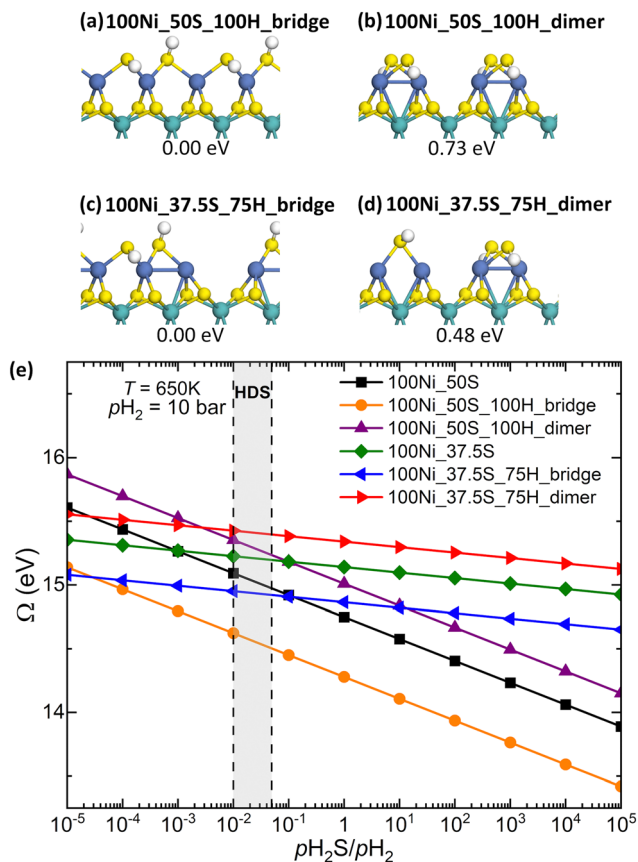 (a) 100Ni_50S_100H_bridge
(b) 100Ni_50S_100H_dimer
0.00 eV
0.73 eV
(c) 100Ni_37.5S_75H_bridge
(d) 100Ni_37.5S_75H_dimer
0.00 eV
0.48 eV
(e)
T = 650K
pH₂ = 10 bar
HDS
100Ni_50S
100Ni_50S_100H_bridge
100Ni_50S_100H_dimer
100Ni_37.5S
100Ni_37.5S_75H_bridge
100Ni_37.5S_75H_dimer
16
15
14
Ω (eV)
10⁻⁵ 10⁻⁴ 10⁻³ 10⁻² 10⁻¹ 1 10¹ 10² 10³ 10⁴ 10⁵
pH₂S/pH₂